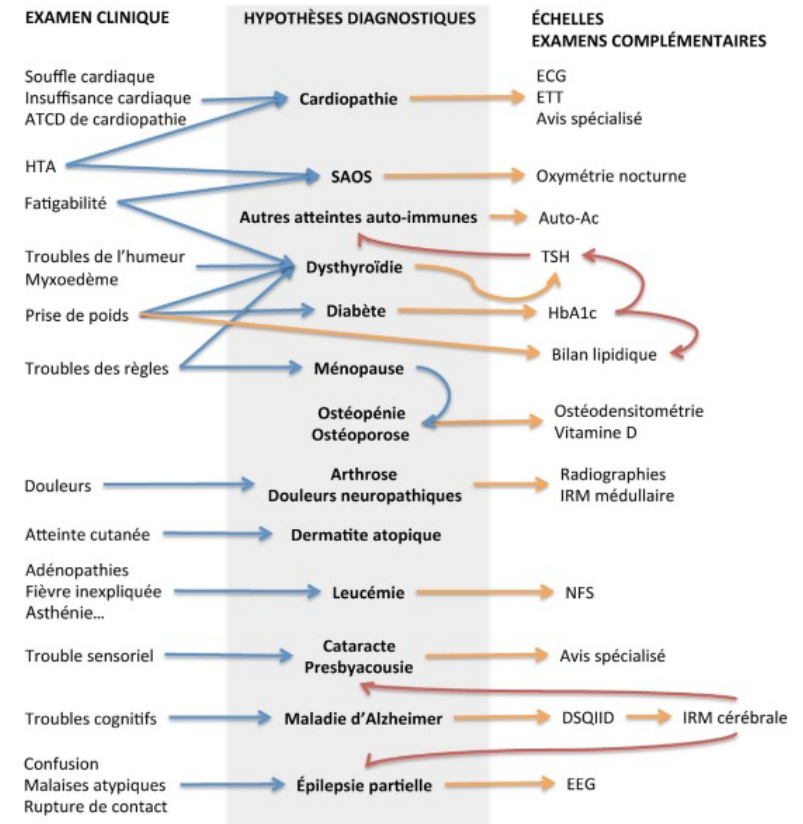 EXAMEN CLINIQUE
HYPOTHÈSES DIAGNOSTIQUES
ÉCHELLES
EXAMENS COMPLÉMENTAIRES
Souffle cardiaque
Insuffisance cardiaque
ATCD de cardiopathie
Cardiopathie
ECG
ETT
Avis spécialisé
HTA
SAOS
Oxymétrie nocturne
Fatigabilité
Autres atteintes auto-immunes
Auto-Ac
Troubles de l'humeur
Myxoedème
Dysthyroïdie
TSH
Prise de poids
Diabète
HbA1c
Bilan lipidique
Troubles des règles
Ménopause
Ostéopénie
Ostéoporose
Ostéodensitométrie
Vitamine D
Douleurs
Arthrose
Douleurs neuropathiques
Radiographies
IRM médullaire
Atteinte cutanée
Dermatite atopique
Adénopathies
Fièvre inexpliquée
Asthénie...
Leucémie
NFS
Trouble sensoriel
Cataracte
Presbyacousie
Avis spécialisé
Troubles cognitifs
Maladie d'Alzheimer
DSQIID
IRM cérébrale
Confusion
Malaises atypiques
Rupture de contact
Épilepsie partielle
EEG